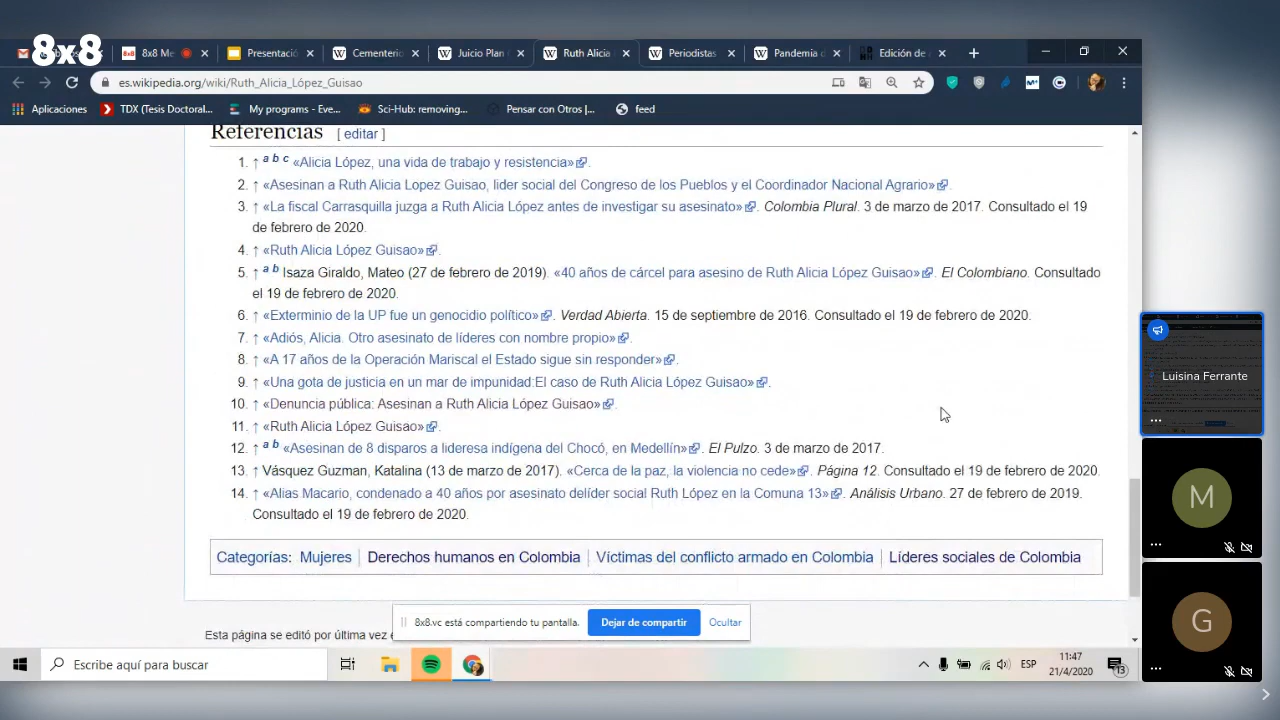 8x8
8x8 Me
Presentació
Cementerio
Juicio Plan
Ruth Alicia
Periodistas
Pandemia d
Edición de
es.wikipedia.org/wiki/Ruth_Alicia_López_Guisao
Aplicaciones
TDX (Tesis Doctoral...
My programs - Eve...
Sci-Hub: removing...
Pensar con Otros |...
feed
Referencias [ editar ]
1. ↑ a b c «Alicia López, una vida de trabajo y resistencia».
2. ↑ «Asesinan a Ruth Alicia Lopez Guisao, lider social del Congreso de los Pueblos y el Coordinador Nacional Agrario»
3. ↑ «La fiscal Carrasquilla juzga a Ruth Alicia López antes de investigar su asesinato». Colombia Plural. 3 de marzo de 2017. Consultado el 19
de febrero de 2020.
4. ↑ «Ruth Alicia López Guisao».
5. ↑ a b Isaza Giraldo, Mateo (27 de febrero de 2019). «40 años de cárcel para asesino de Ruth Alicia López Guisao». El Colombiano. Consultado
el 19 de febrero de 2020.
6. ↑ «Exterminio de la UP fue un genocidio político». Verdad Abierta. 15 de septiembre de 2016. Consultado el 19 de febrero de 2020.
7. ↑ «Adiós, Alicia. Otro asesinato de líderes con nombre propio»
8. ↑ «A 17 años de la Operación Mariscal el Estado sigue sin responder».
9. ↑ «Una gota de justicia en un mar de impunidad:El caso de Ruth Alicia López Guisao».
10. ↑ «Denuncia pública: Asesinan a Ruth Alicia López Guisao».
11. ↑ «Ruth Alicia López Guisao».
12. ↑ a b «Asesinan de 8 disparos a lideresa indígena del Chocó, en Medellín». El Pulzo. 3 de marzo de 2017.
13. ↑ Vásquez Guzman, Katalina (13 de marzo de 2017). «Cerca de la paz, la violencia no cede». Página 12. Consultado el 19 de febrero de 2020.
14. ↑ «Alias Macario, condenado a 40 años por asesinato delíder social Ruth López en la Comuna 13». Análisis Urbano. 27 de febrero de 2019.
Consultado el 19 de febrero de 2020.
Categorías: Mujeres | Derechos humanos en Colombia | Víctimas del conflicto armado en Colombia | Líderes sociales de Colombia
Esta página se editó por última vez e
8x8.vc está compartiendo tu pantalla.
Dejar de compartir
Ocultar
Luisina Ferrante
M
G
Escribe aquí para buscar
ESP
11:47
21/4/2020
13